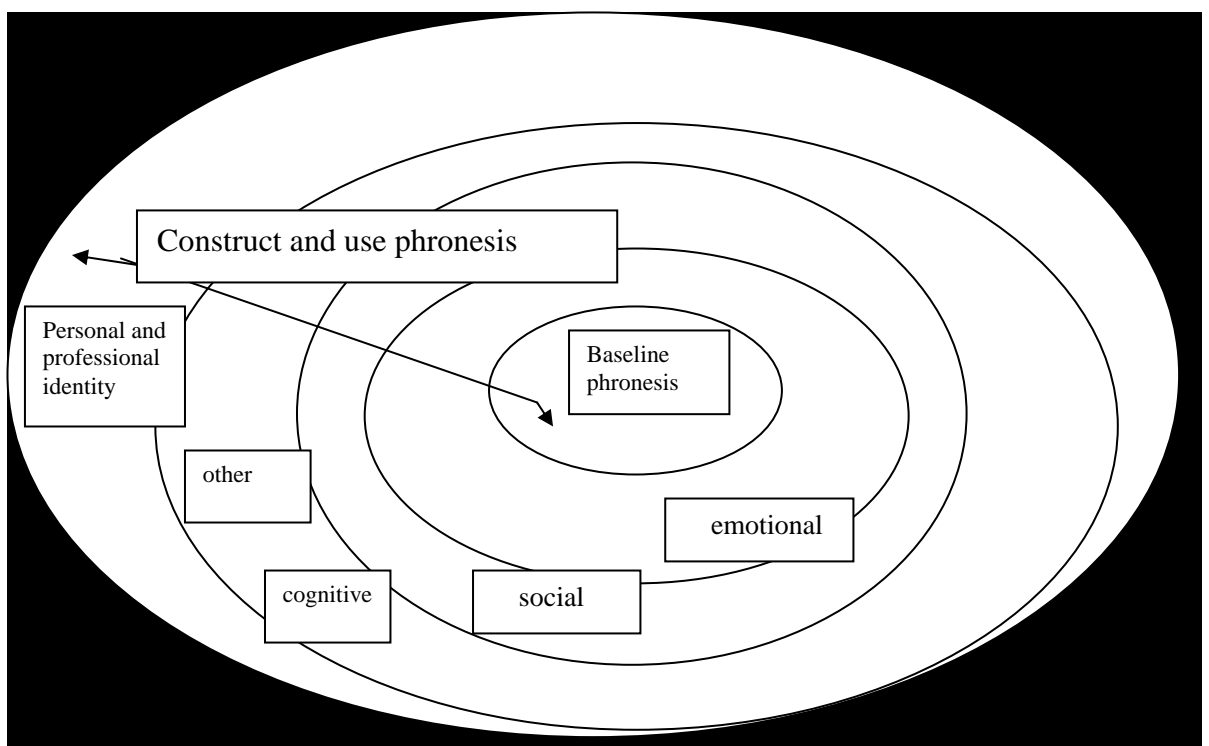 Construct and use phronesis
Personal and
professional
identity
Baseline
phronesis
other
emotional
cognitive
social